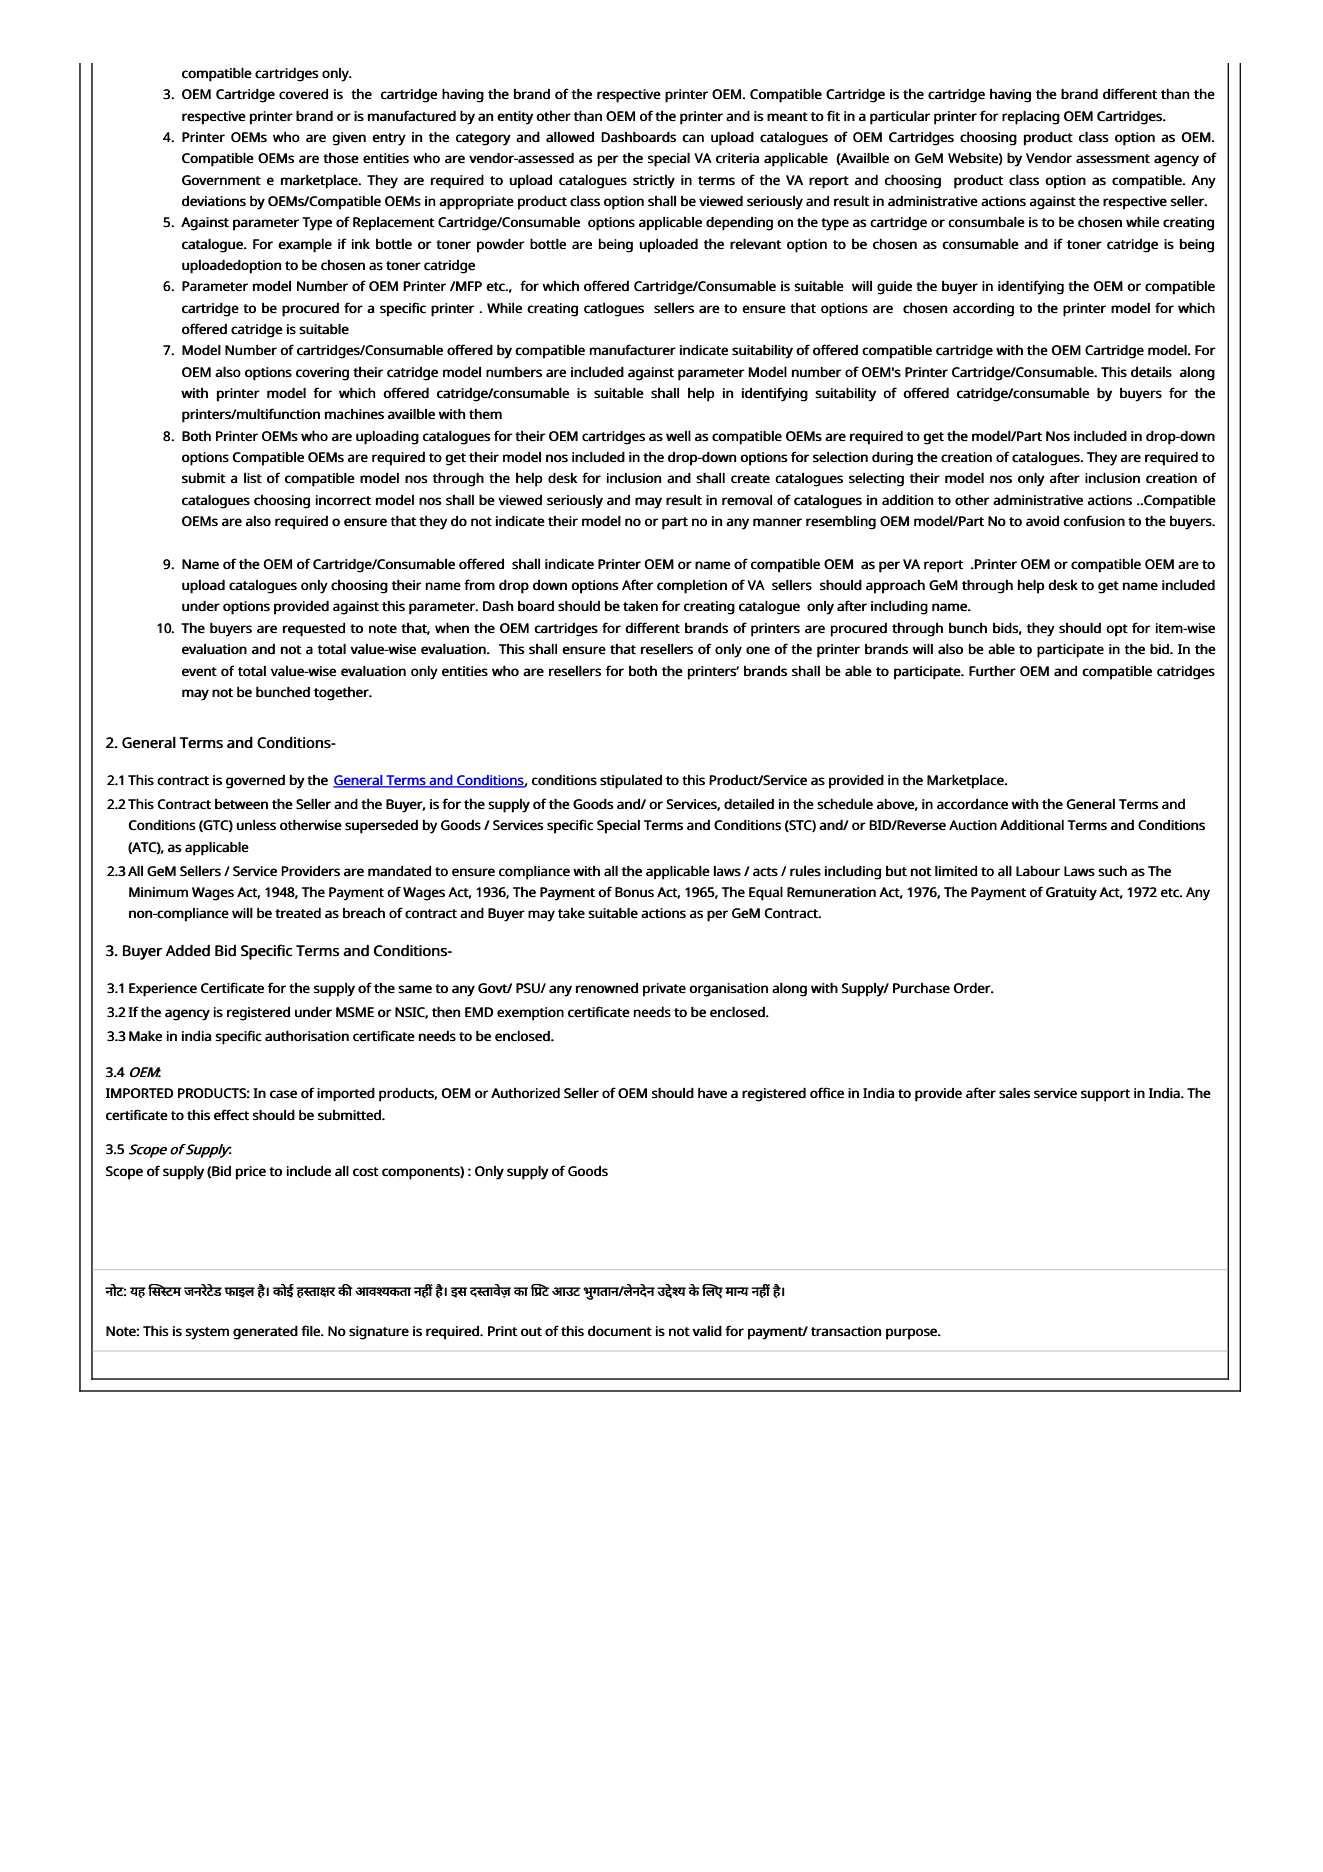 compatible cartridges only.
3. OEM Cartridge covered is the cartridge having the brand of the respective printer OEM. Compatible Cartridge is the cartridge having the brand different than the
respective printer brand or is manufactured by an entity other than OEM of the printer and is meant to fit in a particular printer for replacing OEM Cartridges.
4. Printer OEMs who are given entry in the category and allowed Dashboards can upload catalogues of OEM Cartridges choosing product class option as OEM.
Compatible OEMs are those entities who are vendor-assessed as per the special VA criteria applicable (Availble on GeM Website) by Vendor assessment agency of
Government e marketplace. They are required to upload catalogues strictly in terms of the VA report and choosing product class option as compatible. Any
deviations by OEMs/Compatible OEMs in appropriate product class option shall be viewed seriously and result in administrative actions against the respective seller.
5. Against parameter Type of Replacement Cartridge/Consumable options applicable depending on the type as cartridge or consumbale is to be chosen while creating
catalogue. For example if ink bottle or toner powder bottle are being uploaded the relevant option to be chosen as consumable and if toner catridge is being
uploadedoption to be chosen as toner catridge
6. Parameter model Number of OEM Printer /MFP etc., for which offered Cartridge/Consumable is suitable will guide the buyer in identifying the OEM or compatible
cartridge to be procured for a specific printer . While creating catlogues sellers are to ensure that options are chosen according to the printer model for which
offered catridge is suitable
7. Model Number of cartridges/Consumable offered by compatible manufacturer indicate suitability of offered compatible cartridge with the OEM Cartridge model. For
OEM also options covering their catridge model numbers are included against parameter Model number of OEM's Printer Cartridge/Consumable. This details along
with printer model for which offered catridge/consumable is suitable shall help in identifying suitability of offered catridge/consumable by buyers for the
printers/multifunction machines availble with them
8. Both Printer OEMs who are uploading catalogues for their OEM cartridges as well as compatible OEMs are required to get the model/Part Nos included in drop-down
options Compatible OEMs are required to get their model nos included in the drop-down options for selection during the creation of catalogues. They are required to
submit a list of compatible model nos through the help desk for inclusion and shall create catalogues selecting their model nos only after inclusion creation of
catalogues choosing incorrect model nos shall be viewed seriously and may result in removal of catalogues in addition to other administrative actions ..Compatible
OEMs are also required o ensure that they do not indicate their model no or part no in any manner resembling OEM model/Part No to avoid confusion to the buyers.
9. Name of the OEM of Cartridge/Consumable offered shall indicate Printer OEM or name of compatible OEM as per VA report .Printer OEM or compatible OEM are to
upload catalogues only choosing their name from drop down options After completion of VA sellers should approach GeM through help desk to get name included
under options provided against this parameter. Dash board should be taken for creating catalogue only after including name.
10. The buyers are requested to note that, when the OEM cartridges for different brands of printers are procured through bunch bids, they should opt for item-wise
evaluation and not a total value-wise evaluation. This shall ensure that resellers of only one of the printer brands will also be able to participate in the bid. In the
event of total value-wise evaluation only entities who are resellers for both the printers’ brands shall be able to participate. Further OEM and compatible catridges
may not be bunched together.
2. General Terms and Conditions-
2.1 This contract is governed by the General Terms and Conditions, conditions stipulated to this Product/Service as provided in the Marketplace.
2.2 This Contract between the Seller and the Buyer, is for the supply of the Goods and/ or Services, detailed in the schedule above, in accordance with the General Terms and
Conditions (GTC) unless otherwise superseded by Goods / Services specific Special Terms and Conditions (STC) and/ or BID/Reverse Auction Additional Terms and Conditions
(ATC), as applicable
2.3 All GeM Sellers / Service Providers are mandated to ensure compliance with all the applicable laws / acts / rules including but not limited to all Labour Laws such as The
Minimum Wages Act, 1948, The Payment of Wages Act, 1936, The Payment of Bonus Act, 1965, The Equal Remuneration Act, 1976, The Payment of Gratuity Act, 1972 etc. Any
non-compliance will be treated as breach of contract and Buyer may take suitable actions as per GeM Contract.
3. Buyer Added Bid Specific Terms and Conditions-
3.1 Experience Certificate for the supply of the same to any Govt/ PSU/ any renowned private organisation along with Supply/ Purchase Order.
3.2 If the agency is registered under MSME or NSIC, then EMD exemption certificate needs to be enclosed.
3.3 Make in india specific authorisation certificate needs to be enclosed.
3.4 OEM:
IMPORTED PRODUCTS: In case of imported products, OEM or Authorized Seller of OEM should have a registered office in India to provide after sales service support in India. The
certificate to this effect should be submitted.
3.5 Scope of Supply:
Scope of supply (Bid price to include all cost components) : Only supply of Goods
नोट: यह सिस्टम जनरेटेड फाइल है। कोई हस्ताक्षर की आवश्यकता नहीं है। इस दस्तावेज़ का प्रिंट आउट भुगतान/लेनदेन उद्देश्य के लिए मान्य नहीं है।
Note: This is system generated file. No signature is required. Print out of this document is not valid for payment/ transaction purpose.